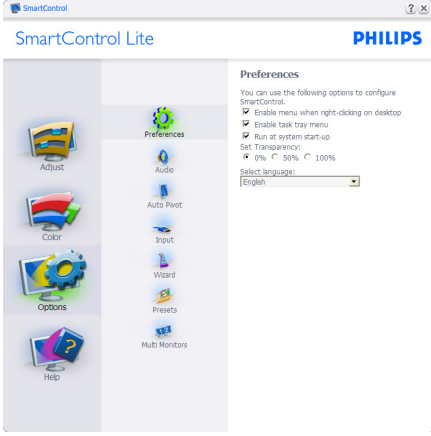 SmartControl
SmartControl Lite
PHILIPS
Adjust
Color
Options
Help
Preferences
Audio
Auto Pivot
Input
Wizard
Presets
Multi Monitors
Preferences
You can use the following options to configure
SmartControl.
Enable menu when right-clicking on desktop
Enable task tray menu
Run at system start-up
Set Transparency:
0% 50% 100%
Select language:
English